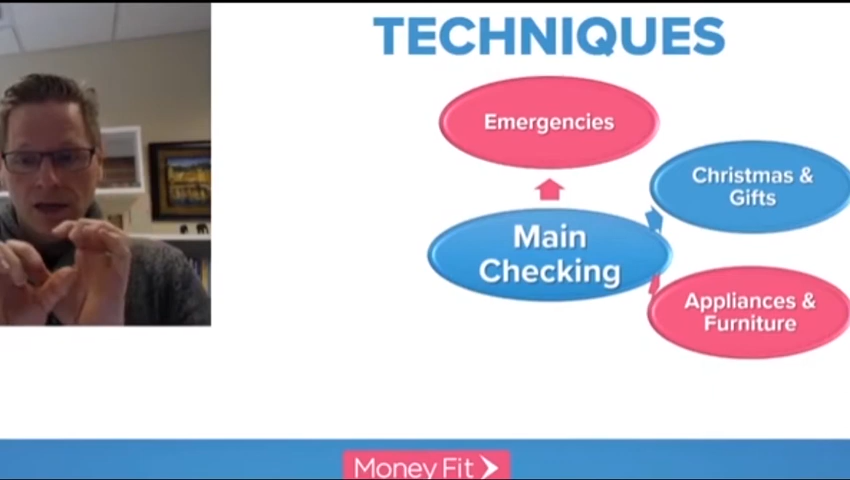 TECHNIQUES
Emergencies
Christmas &
Gifts
Main
Checking
Appliances &
Furniture
Money Fit